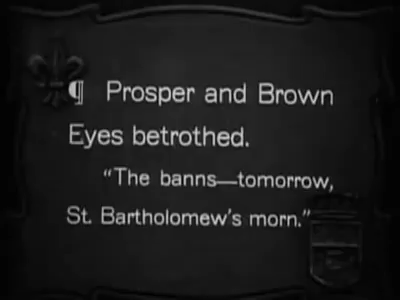 ¶ Prosper and Brown
Eyes betrothed.
"The banns—tomorrow,
St. Bartholomew's morn."